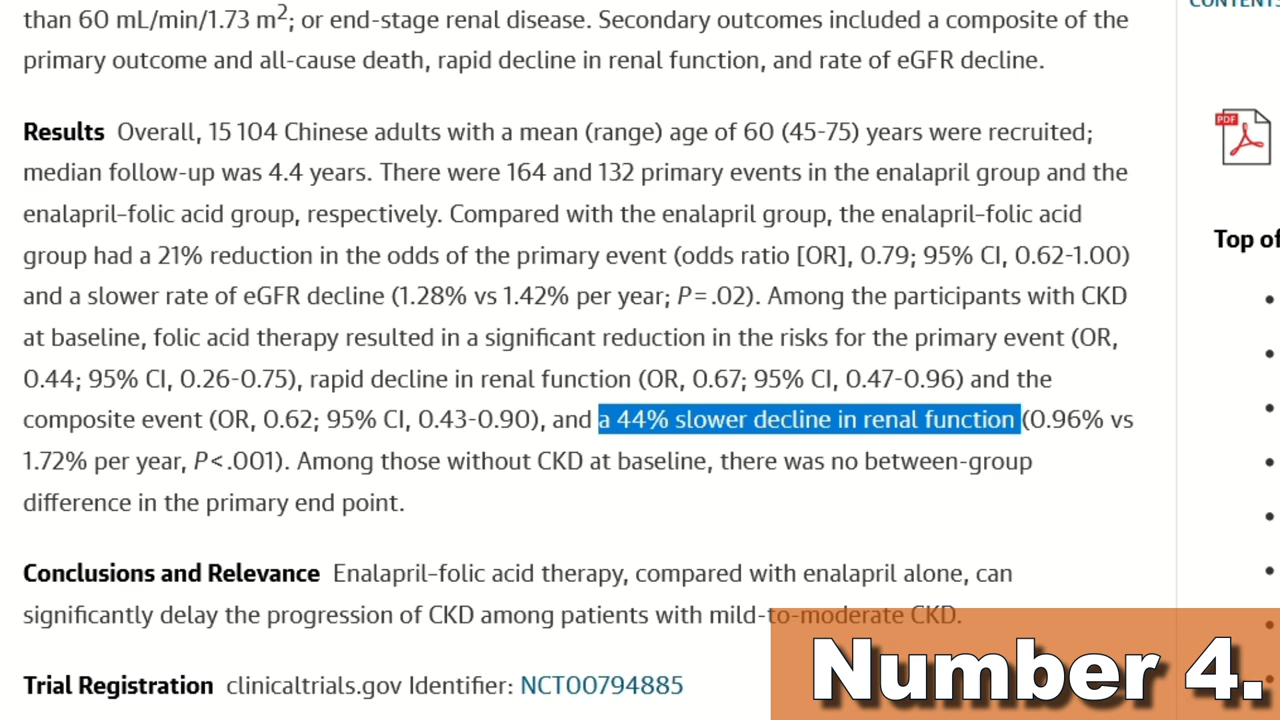 CONTENTS
than 60 mL/min/1.73 m2; or end-stage renal disease. Secondary outcomes included a composite of the
primary outcome and all-cause death, rapid decline in renal function, and rate of eGFR decline.
Results Overall, 15 104 Chinese adults with a mean (range) age of 60 (45-75) years were recruited;
median follow-up was 4.4 years. There were 164 and 132 primary events in the enalapril group and the
enalapril–folic acid group, respectively. Compared with the enalapril group, the enalapril–folic acid
group had a 21% reduction in the odds of the primary event (odds ratio [OR], 0.79; 95% CI, 0.62-1.00)
and a slower rate of eGFR decline (1.28% vs 1.42% per year; P = .02). Among the participants with CKD
at baseline, folic acid therapy resulted in a significant reduction in the risks for the primary event (OR,
0.44; 95% CI, 0.26-0.75), rapid decline in renal function (OR, 0.67; 95% CI, 0.47-0.96) and the
composite event (OR, 0.62; 95% CI, 0.43-0.90), and a 44% slower decline in renal function (0.96% vs
1.72% per year, P < .001). Among those without CKD at baseline, there was no between-group
difference in the primary end point.
Conclusions and Relevance Enalapril–folic acid therapy, compared with enalapril alone, can
significantly delay the progression of CKD among patients with mild-to-moderate CKD.
Trial Registration clinicaltrials.gov Identifier: NCT00794885
PDF
Top of
Number 4.